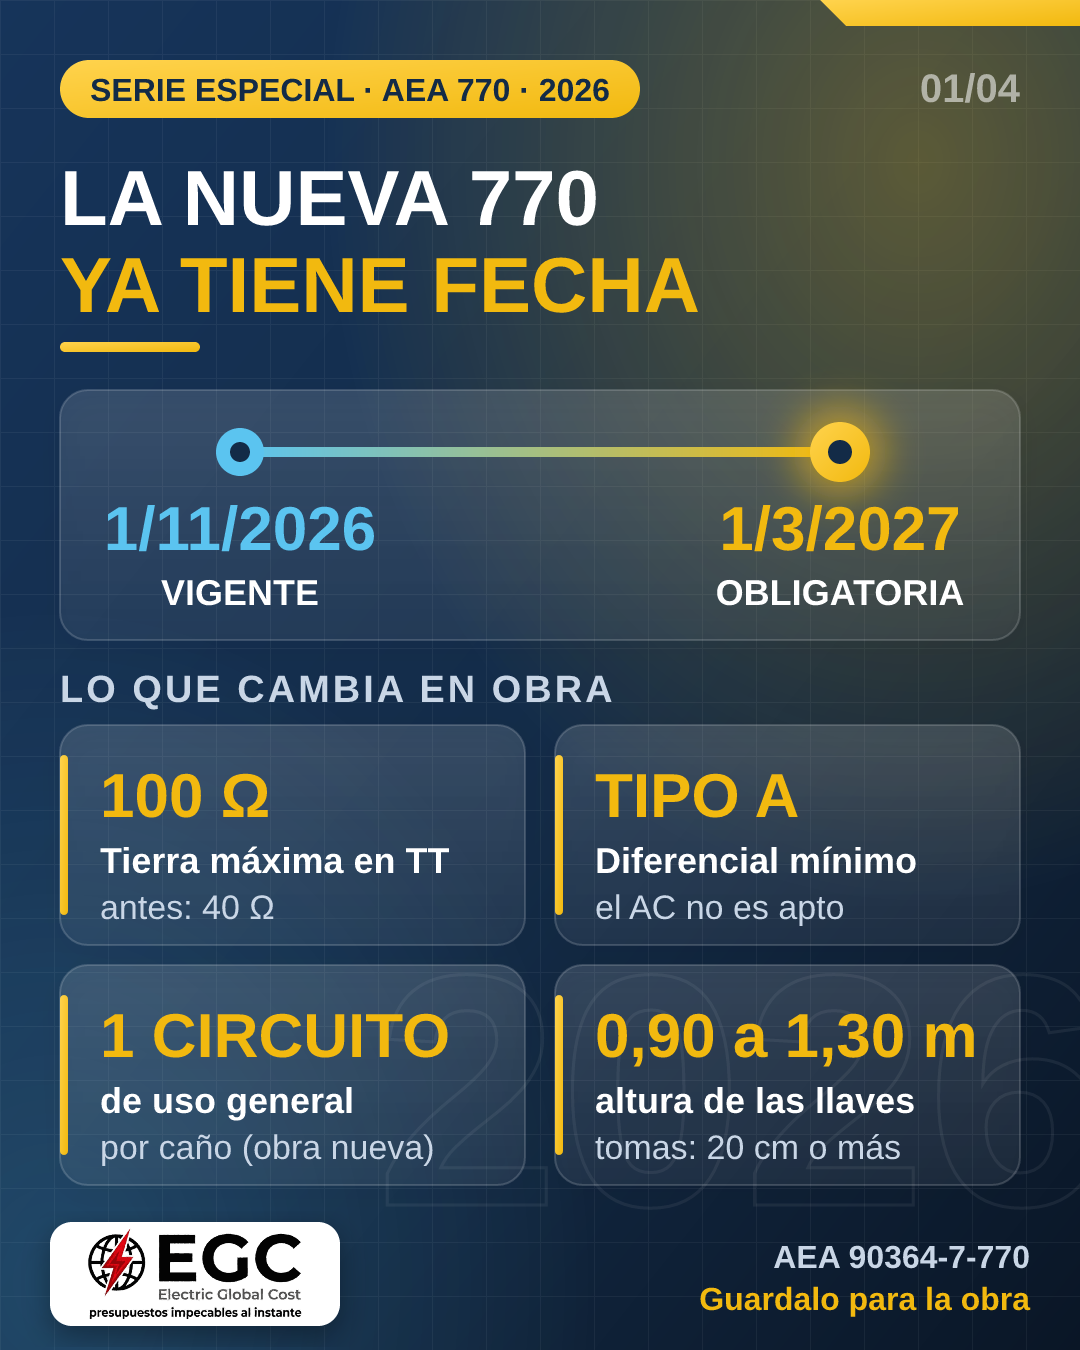 SERIE ESPECIAL · AEA 770 · 2026
01/04
LA NUEVA 770
YA TIENE FECHA
1/11/2026
VIGENTE
1/3/2027
OBLIGATORIA
LO QUE CAMBIA EN OBRA
100 Ω
Tierra máxima en TT
antes: 40 Ω
TIPO A
Diferencial mínimo
el AC no es apto
1 CIRCUITO
de uso general
por caño (obra nueva)
0,90 a 1,30 m
altura de las llaves
tomas: 20 cm o más
2026
EGC
Electric Global Cost
presupuestos impecables al instante
AEA 90364-7-770
Guardalo para la obra